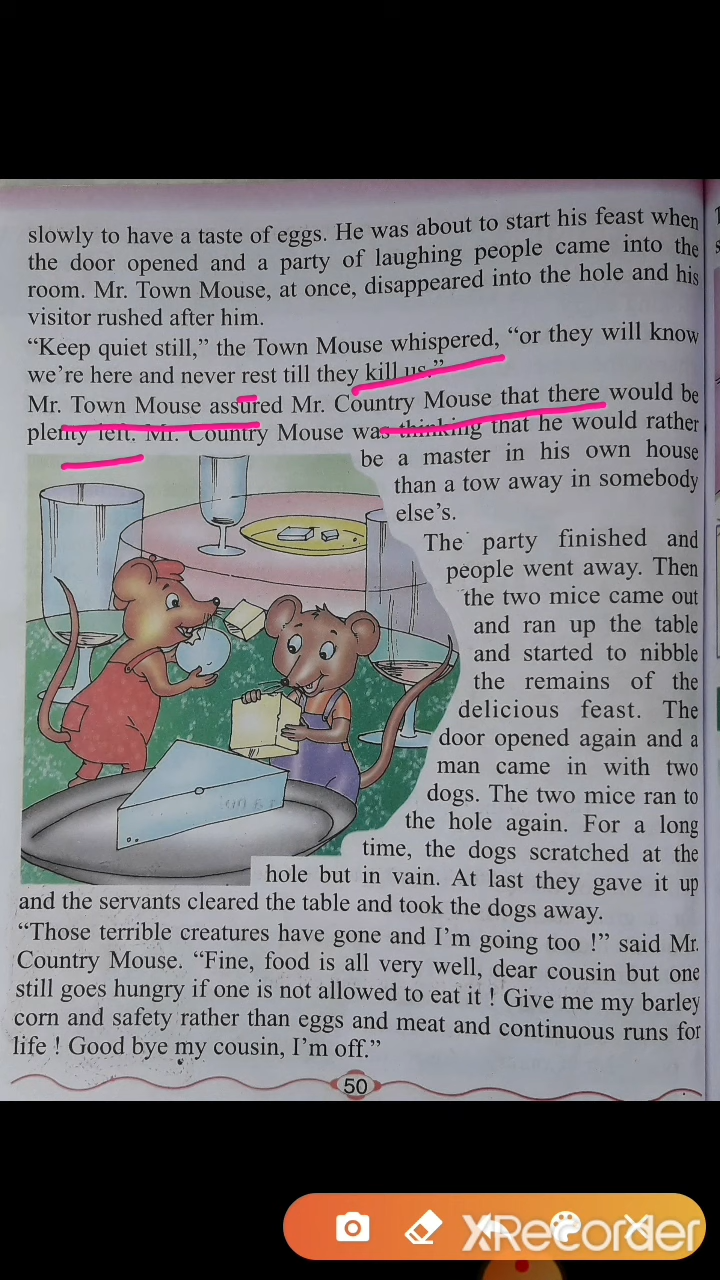 slowly to have a taste of eggs. He was about to start his feast when
the door opened and a party of laughing people came into the
room. Mr. Town Mouse, at once, disappeared into the hole and his
visitor rushed after him.
“Keep quiet still,” the Town Mouse whispered, “or they will know
we’re here and never rest till they kill us.”
Mr. Town Mouse assured Mr. Country Mouse that there would be
plenty left. Mr. Country Mouse was thinking that he would rather
be a master in his own house
than a tow away in somebody
else’s.
The party finished and
people went away. Then
the two mice came out
and ran up the table
and started to nibble
the remains of the
delicious feast. The
door opened again and a
man came in with two
dogs. The two mice ran to
the hole again. For a long
time, the dogs scratched at the
hole but in vain. At last they gave it up
and the servants cleared the table and took the dogs away.
“Those terrible creatures have gone and I’m going too !” said Mr.
Country Mouse. “Fine, food is all very well, dear cousin but one
still goes hungry if one is not allowed to eat it ! Give me my barley
corn and safety rather than eggs and meat and continuous runs for
life ! Good bye my cousin, I’m off.”
50
XRecorder